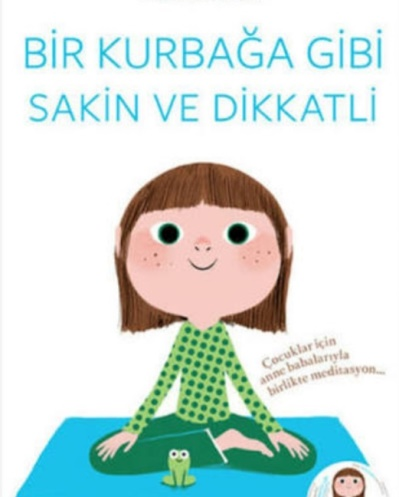 BİR KURBAĞA GİBİ
SAKİN VE DİKKATLİ
Çocuklar için
anne babalarıyla
birlikte meditasyon...